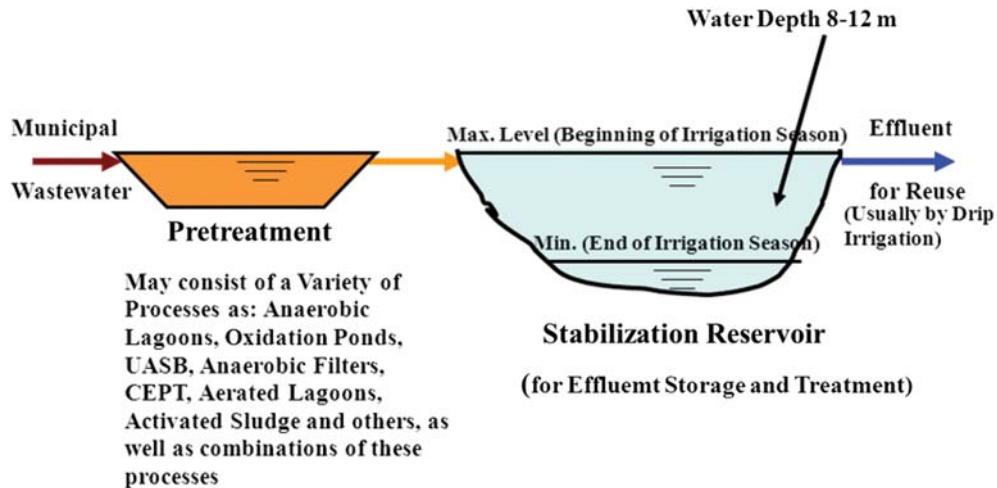 Water Depth 8-12 m
Municipal
Wastewater
Max. Level (Beginning of Irrigation Season)
Effluent
for Reuse
(Usually by Drip
Irrigation)
Pretreatment
Min. (End of Irrigation Season)
May consist of a Variety of
Processes as: Anaerobic
Lagoons, Oxidation Ponds,
UASB, Anaerobic Filters,
CEPT, Aerated Lagoons,
Activated Sludge and others, as
well as combinations of these
processes
Stabilization Reservoir
(for Effluemt Storage and Treatment)